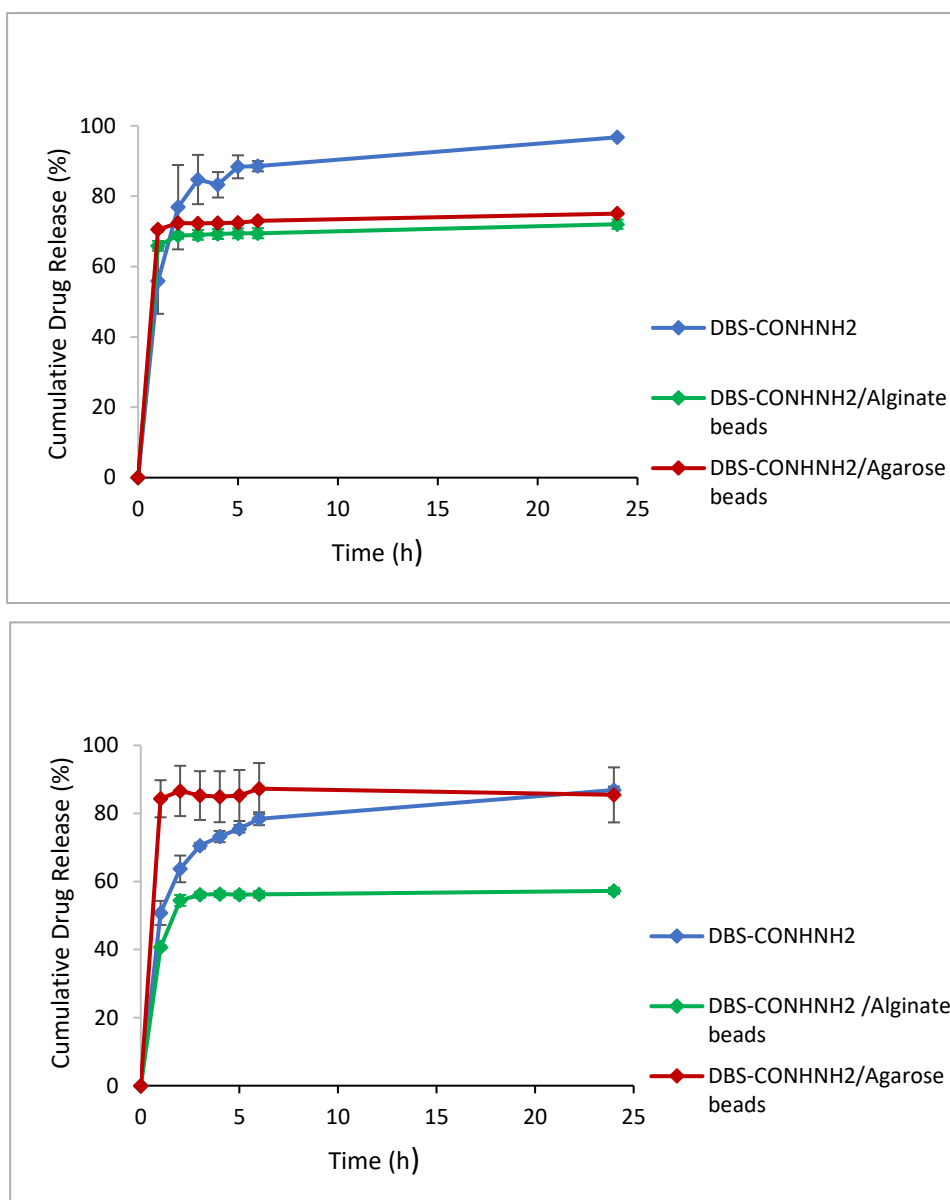 100
80
60
40
20
0
Cumulative Drug Release (%)
0 5 10 15 20 25
Time (h)
DBS-CONHNH2
DBS-CONHNH2/Alginate
beads
DBS-CONHNH2/Agarose
beads
100
80
60
40
20
0
Cumulative Drug Release (%)
0 5 10 15 20 25
Time (h)
DBS-CONHNH2
DBS-CONHNH2 /Alginate
beads
DBS-CONHNH2/Agarose
beads